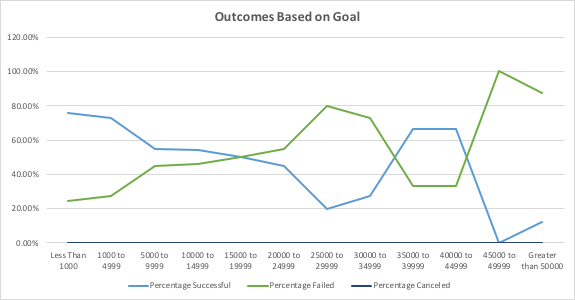 Outcomes Based on Goal
120.00%
100.00%
80.00%
60.00%
40.00%
20.00%
0.00%
Less Than 1000 to 5000 to 10000 to 15000 to 20000 to 25000 to 30000 to 35000 to 40000 to 45000 to Greater
1000 4999 9999 14999 19999 24999 29999 34999 39999 44999 49999 than 50000
Percentage Successful Percentage Failed Percentage Canceled